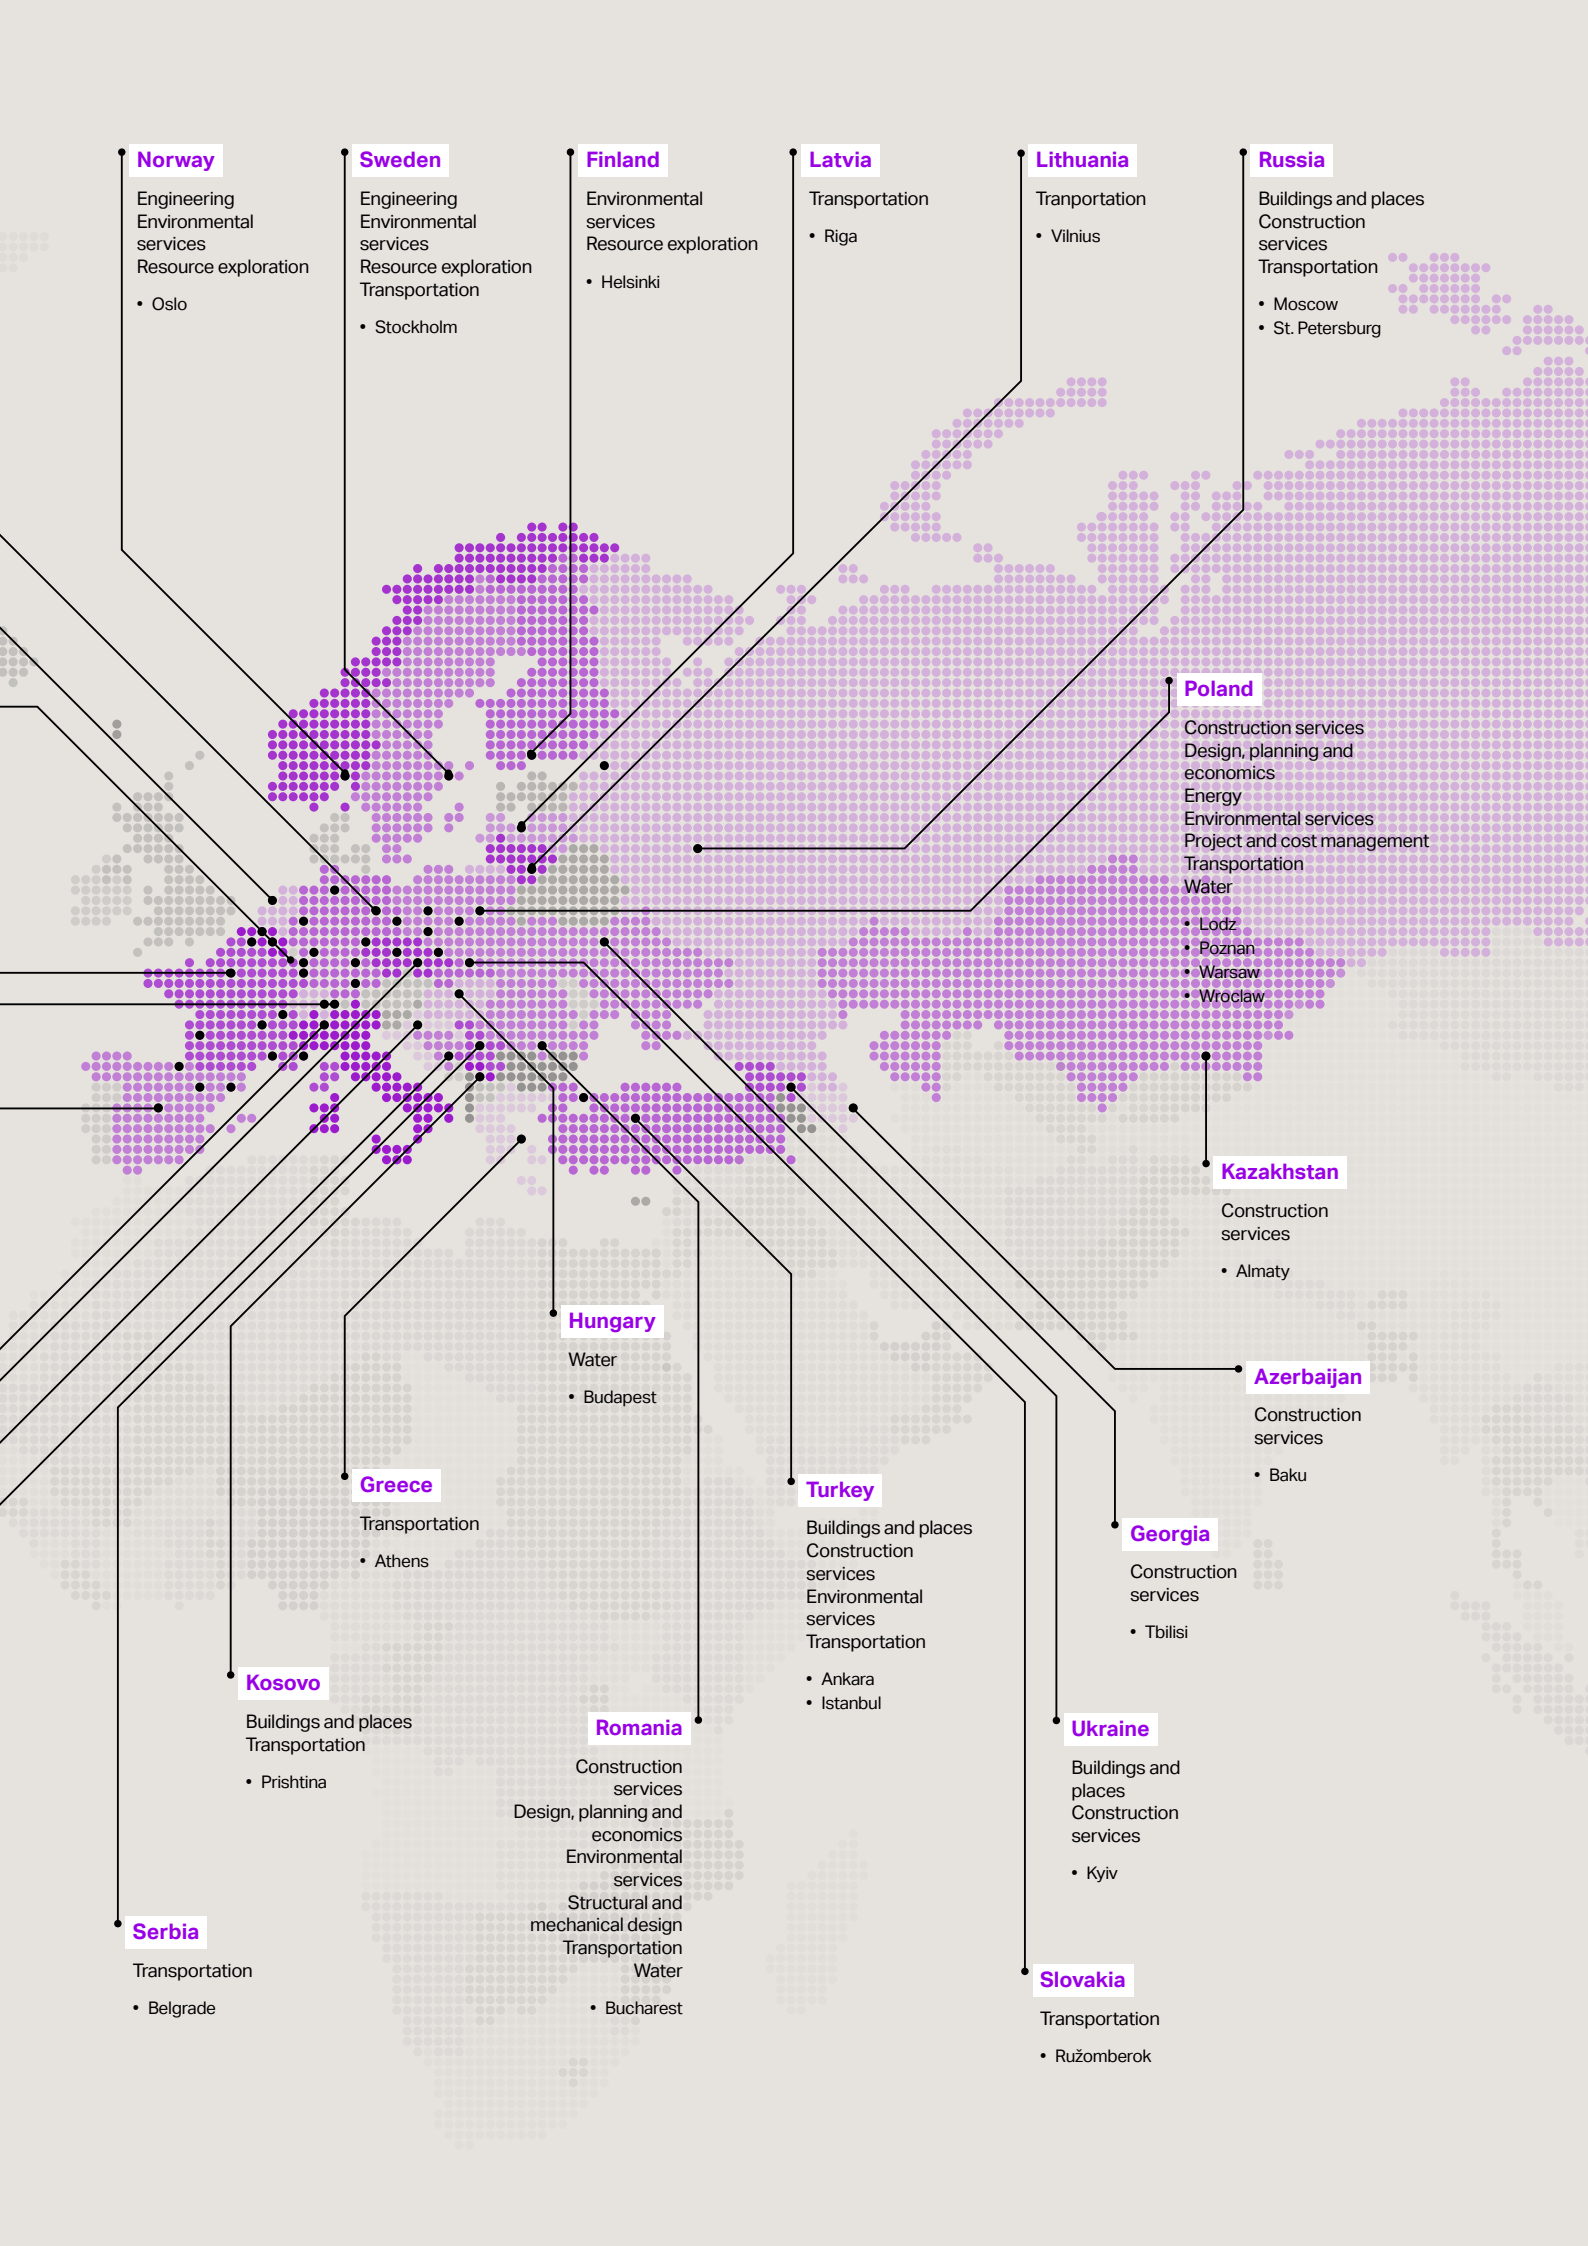 Norway
Engineering
Environmental
services
Resource exploration
• Oslo
Sweden
Engineering
Environmental
services
Resource exploration
Transportation
• Stockholm
Finland
Environmental
services
Resource exploration
• Helsinki
Latvia
Transportation
• Riga
Lithuania
Tranportation
• Vilnius
Russia
Buildings and places
Construction
services
Transportation
• Moscow
• St. Petersburg
Poland
Construction services
Design, planning and
economics
Energy
Environmental services
Project and cost management
Transportation
Water
• Lodz
• Poznan
• Warsaw
• Wroclaw
Kazakhstan
Construction
services
• Almaty
Hungary
Water
• Budapest
Azerbaijan
Construction
services
• Baku
Greece
Transportation
• Athens
Turkey
Buildings and places
Construction
services
Environmental
services
Transportation
• Ankara
• Istanbul
Georgia
Construction
services
• Tbilisi
Kosovo
Buildings and places
Transportation
• Prishtina
Romania
Construction
services
Design, planning and
economics
Environmental
services
Structural and
mechanical design
Transportation
Water
• Bucharest
Ukraine
Buildings and
places
Construction
services
• Kyiv
Serbia
Transportation
• Belgrade
Slovakia
Transportation
• Ružomberok